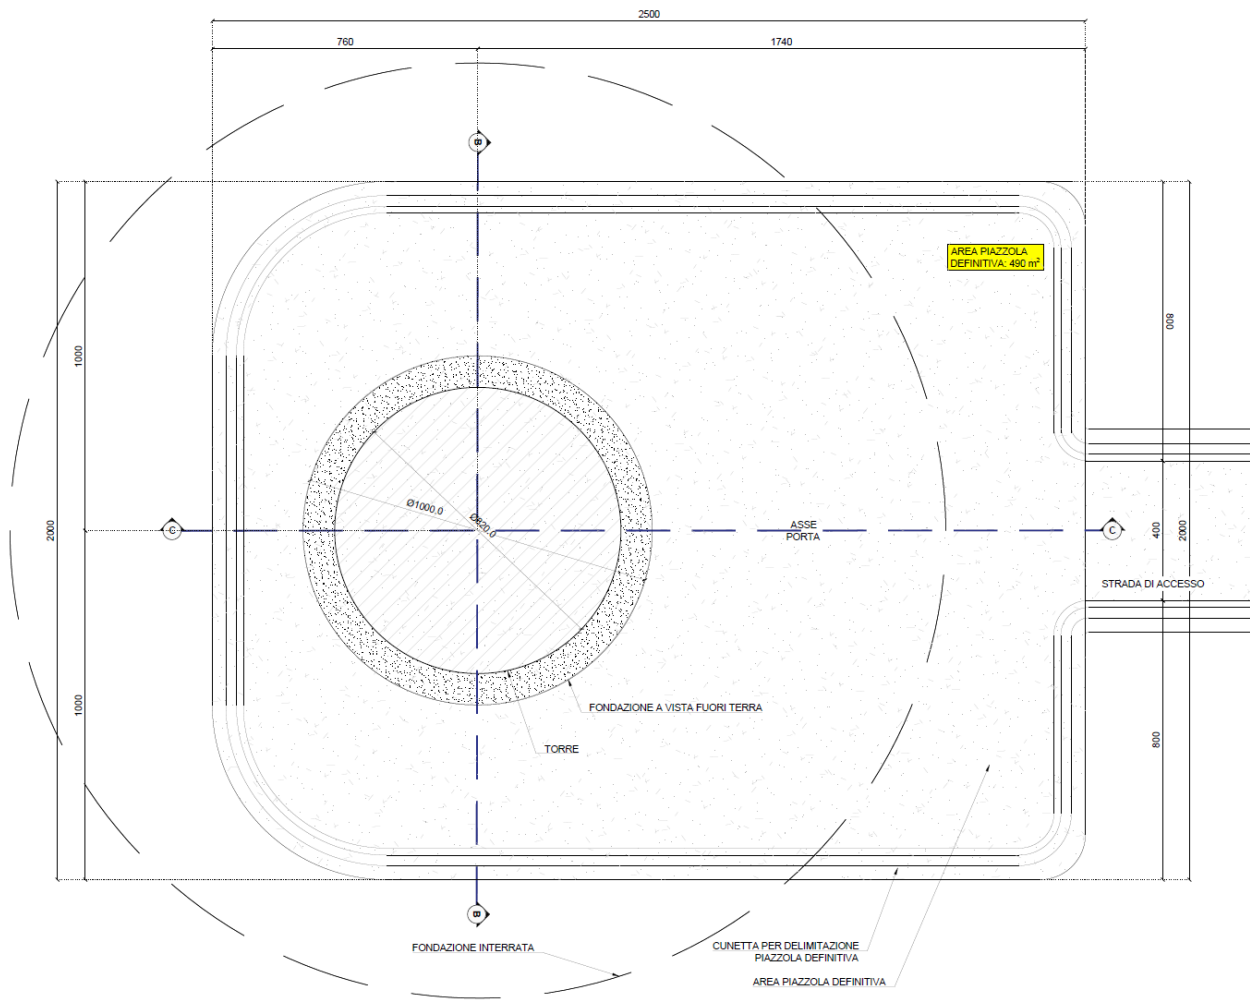 2500
760
1740
B
AREA PIAZZOLA
DEFINITIVA: 490 m²
800
1000
Ø1000.0
Ø820.0
2000
C
ASSE
PORTA
C
400
2000
STRADA DI ACCESSO
FONDAZIONE A VISTA FUORI TERRA
1000
TORRE
800
B
FONDAZIONE INTERRATA
CUNETTA PER DELIMITAZIONE
PIAZZOLA DEFINITIVA
AREA PIAZZOLA DEFINITIVA